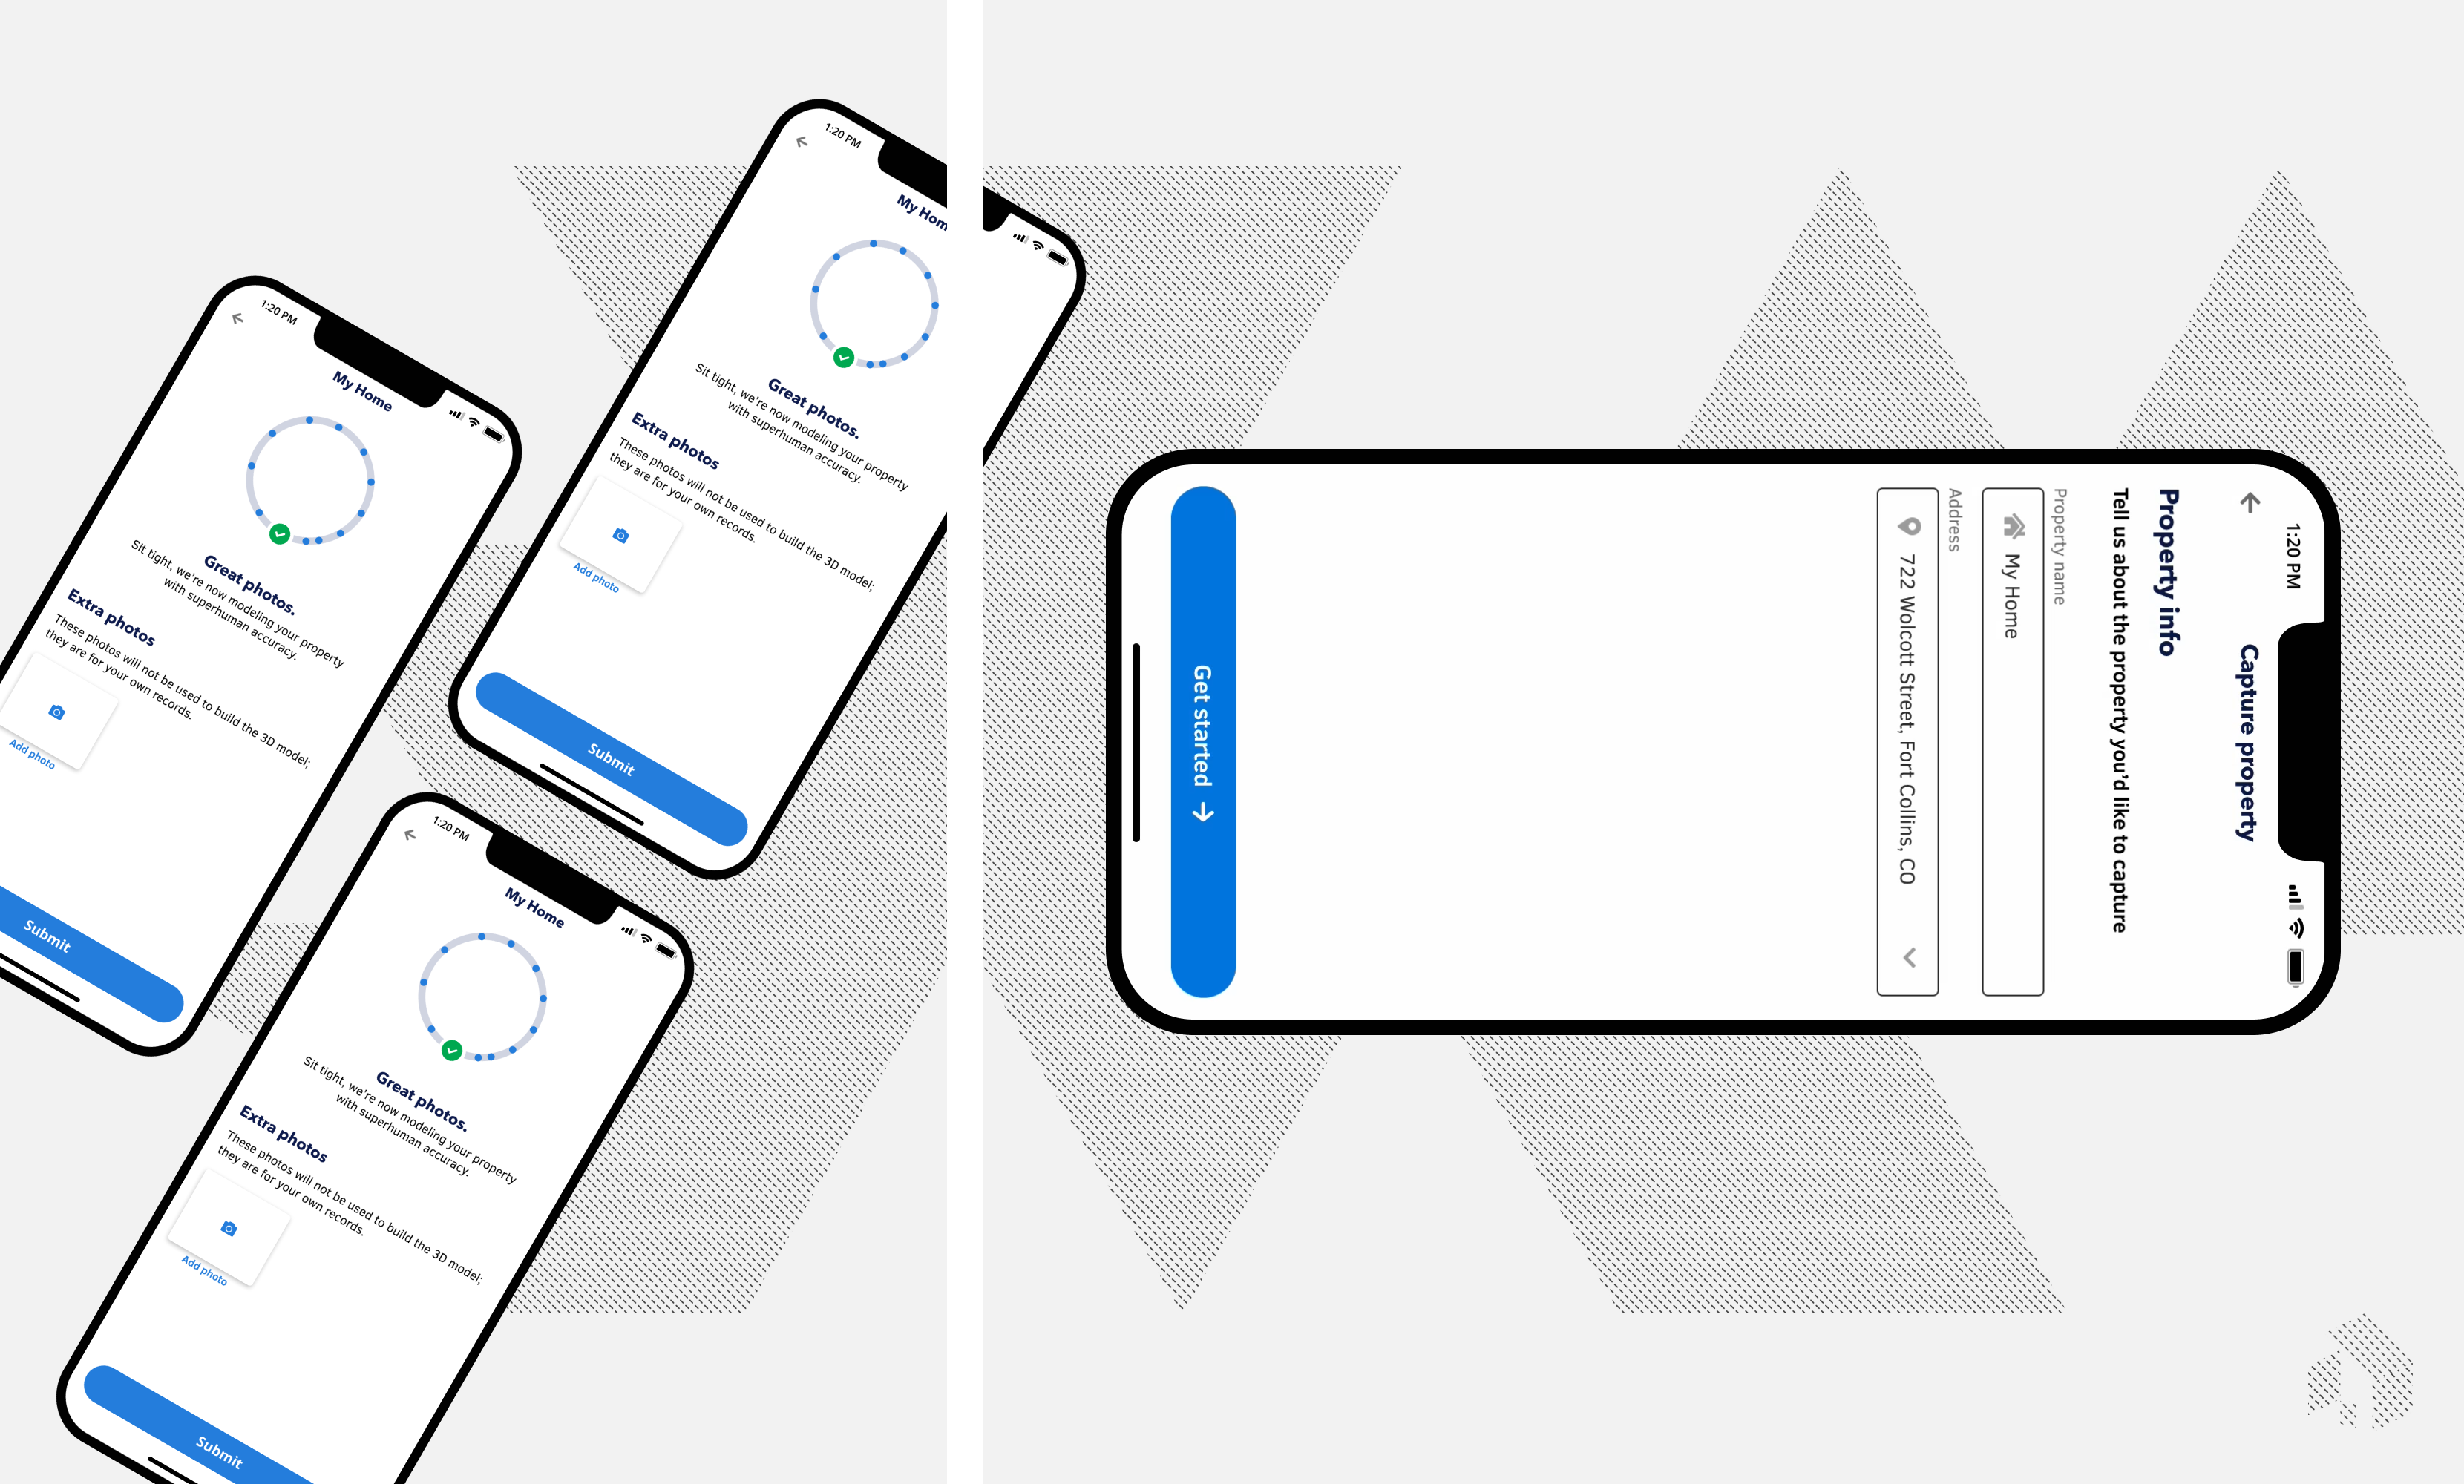 1:20 PM
My Home
Great photos.
Sit tight, we're now modeling your property
with superhuman accuracy.
Extra photos
These photos will not be used to build the 3D model;
they are for your own records.
Add photo
Submit
1:20 PM
My Hom
Great photos.
Sit tight, we're now modeling your property
with superhuman accuracy.
Extra photos
These photos will not be used to build the 3D model;
they are for your own records.
Add photo
Submit
1:20 PM
My Home
Great photos.
Sit tight, we're now modeling your property
with superhuman accuracy.
Extra photos
These photos will not be used to build the 3D model;
they are for your own records.
Add photo
Submit
1:20 PM
Capture property
Property info
Tell us about the property you'd like to capture
Property name
My Home
Address
722 Wolcott Street, Fort Collins, CO
Get started